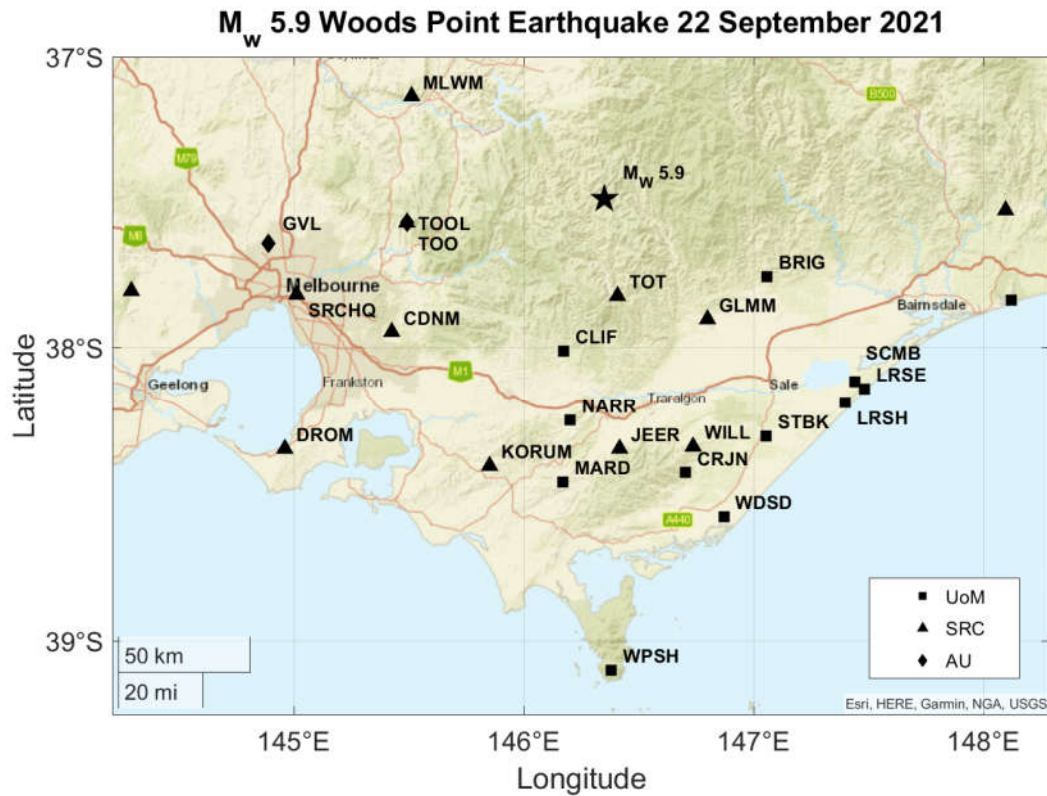 Mw 5.9 Woods Point Earthquake 22 September 2021
37°S
MLWM
B500
M79
Mw 5.9
GVL
TOOL
TOO
M8
BRIG
Melbourne
TOT
SRCHQ
GLMM
Bairnsdale
CDNM
CLIF
38°S
SCMB
M1
LRSE
Geelong
Frankston
Sale
Traralgon
NARR
LRSH
STBK
DROM
JEER
WILL
KORUM
CRJN
MARD
WDSD
A440
UoM
SRC
AU
39°S
50 km
WPSH
20 mi
Esri, HERE, Garmin, NGA, USGS
145°E
146°E
147°E
148°E
Latitude
Longitude